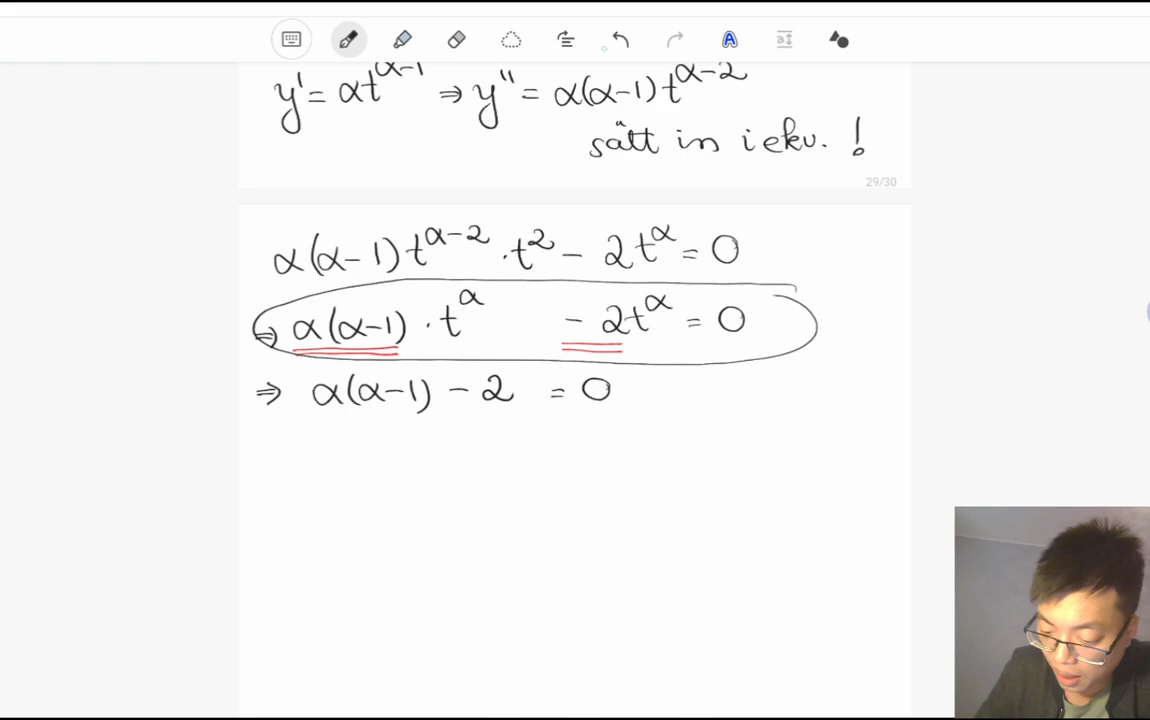 y' = αt^(α-1) ⇒ y'' = α(α-1)t^(α-2)
sätt in i ekv. !
29/30
α(α-1)t^(α-2) · t² - 2t^α = 0
⇒ α(α-1) · t^α - 2t^α = 0
⇒ α(α-1) - 2 = 0